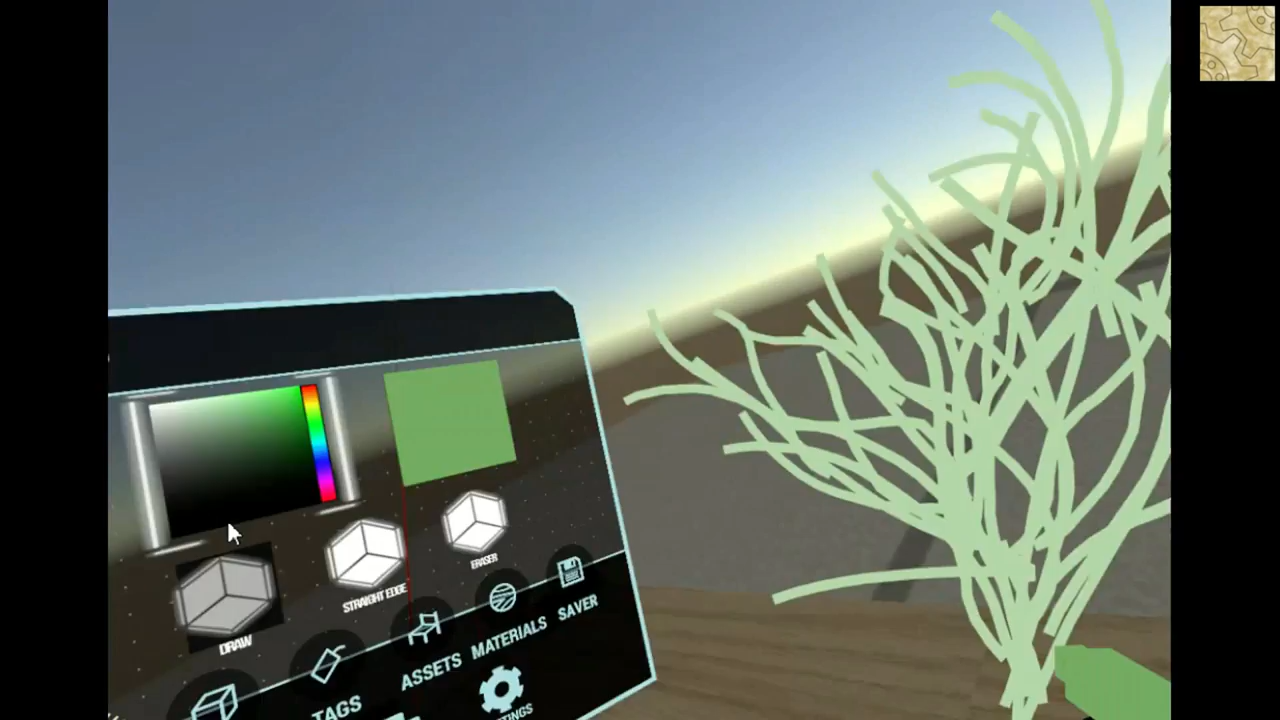 DRAW
STRAIGHT EDGE
ERASER
TAGS
ASSETS
MATERIALS
SAVER